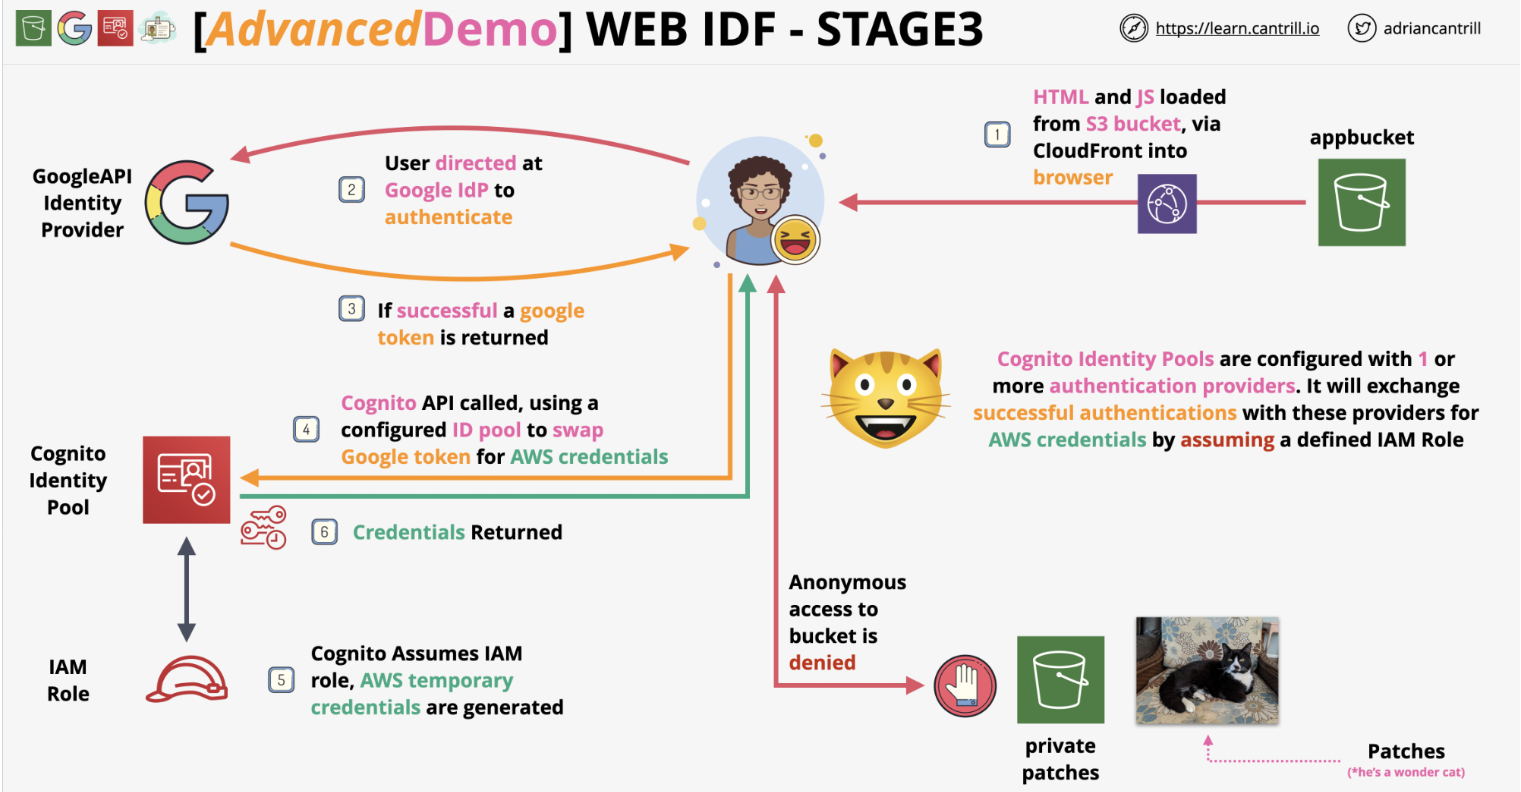 [AdvancedDemo] WEB IDF - STAGE3
https://learn.cantrill.io
adriancantrill
1
HTML and JS loaded
from S3 bucket, via
CloudFront into
browser
appbucket
GoogleAPI
Identity
Provider
2
User directed at
Google IdP to
authenticate
3
If successful a google
token is returned
Cognito Identity Pools are configured with 1 or
more authentication providers. It will exchange
successful authentications with these providers for
AWS credentials by assuming a defined IAM Role
4
Cognito API called, using a
configured ID pool to swap
Google token for AWS credentials
Cognito
Identity
Pool
6
Credentials Returned
Anonymous
access to
bucket is
denied
IAM
Role
5
Cognito Assumes IAM
role, AWS temporary
credentials are generated
private
patches
Patches
(*he's a wonder cat)